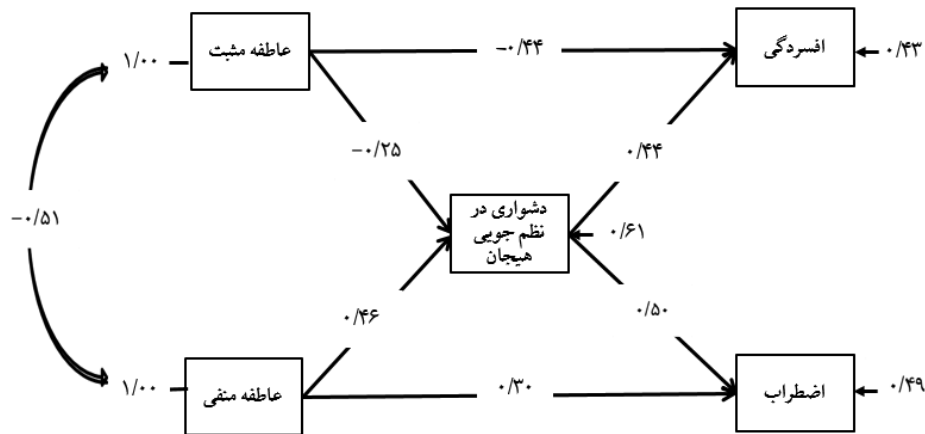 عاطفه مثبت
۱/۰۰
-۰/۴۴
افسردگی
۰/۴۳
-۰/۲۵
۰/۴۴
-۰/۵۱
دشواری در
نظم جویی
هیجان
۰/۶۱
۰/۴۶
۰/۵۰
۱/۰۰
عاطفه منفی
۰/۳۰
اضطراب
۰/۴۹